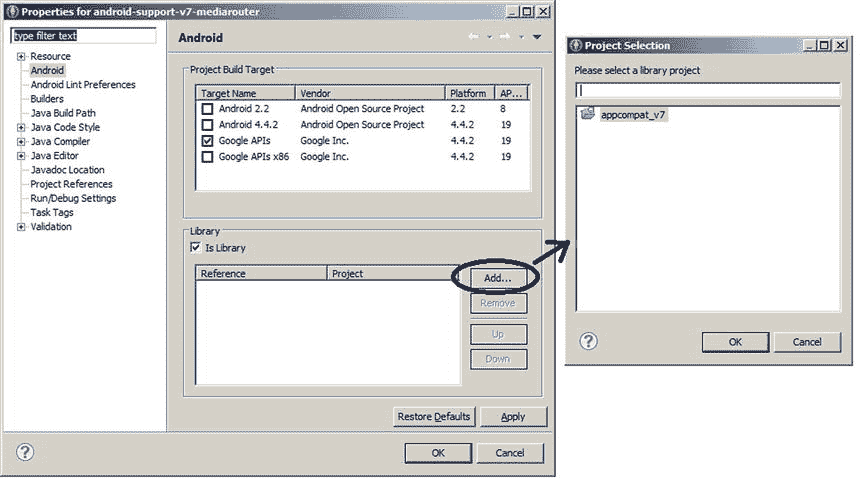 Properties for android-support-v7-mediarouter
type filter text
Resource
Android
Android Lint Preferences
Builders
Java Build Path
Java Code Style
Java Compiler
Java Editor
Javadoc Location
Project References
Run/Debug Settings
Task Tags
Validation
Android
Project Build Target
Target Name Vendor Platform AP...
Android 2.2 Android Open Source Project 2.2 8
Android 4.4.2 Android Open Source Project 4.4.2 19
Google APIs Google Inc. 4.4.2 19
Google APIs x86 Google Inc. 4.4.2 19
Library
Is Library
Reference Project
Add...
Remove
Up
Down
Restore Defaults Apply
OK Cancel
Project Selection
Please select a library project
appcompat_v7
OK Cancel